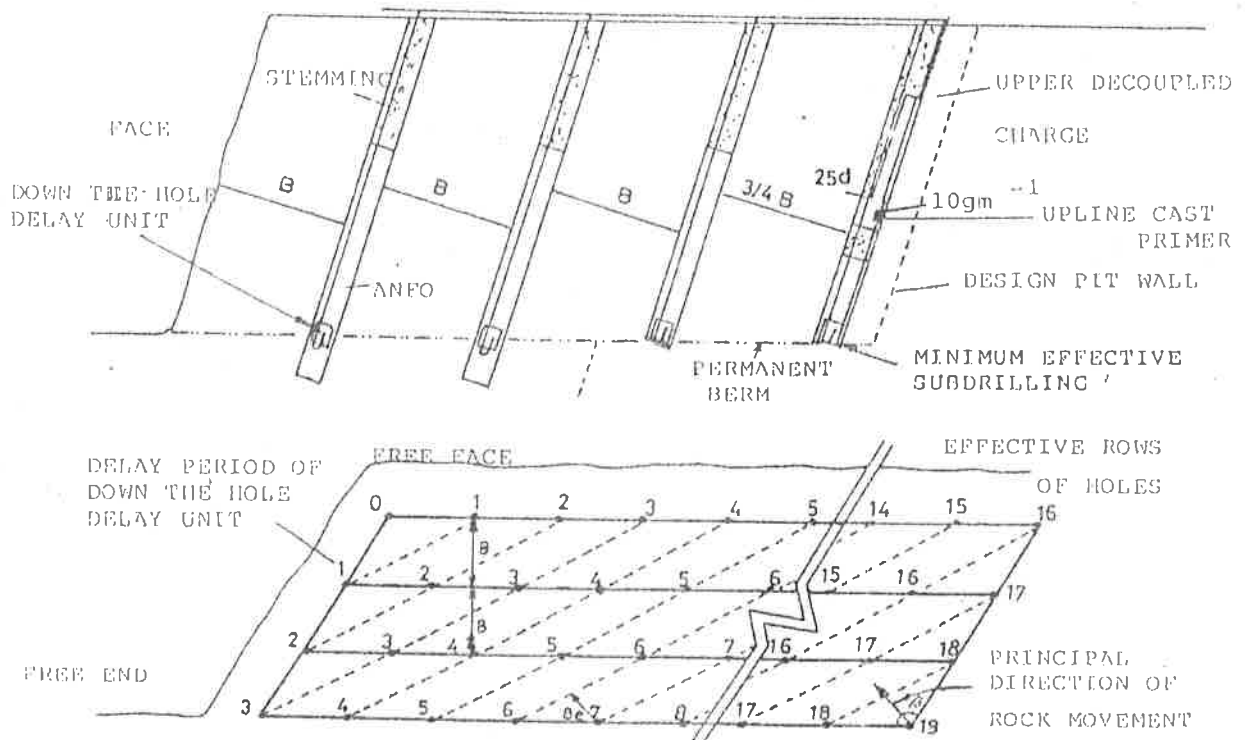 STEMMING
UPPER DECOUPLED
CHARGE
FACE
DOWN THE HOLE
DELAY UNIT
B
B
B
3/4 B
25d
10gm⁻¹
UPLINE CAST
PRIMER
ANFO
DESIGN PIT WALL
PERMANENT
BERM
MINIMUM EFFECTIVE
SUBDRILLING
DELAY PERIOD OF
DOWN THE HOLE
DELAY UNIT
FREE FACE
EFFECTIVE ROWS
OF HOLES
0 1 2 3 4 5 14 15 16
B
1 2 3 4 5 6 15 16 17
B
2 3 4 5 6 7 16 17 18
FREE END
PRINCIPAL
DIRECTION OF
ROCK MOVEMENT
Be
3 4 5 6 7 8 17 18 19